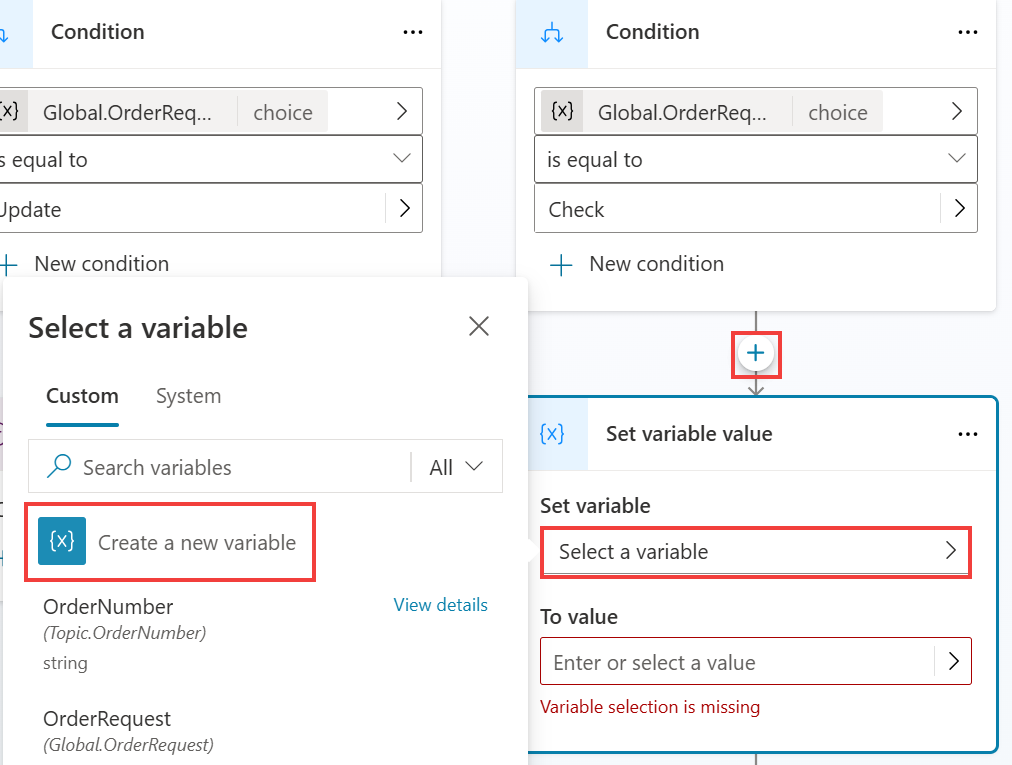 Condition
Global.OrderReq... choice
s equal to
Update
New condition
Condition
{x} Global.OrderReq... choice
is equal to
Check
New condition
Select a variable
Custom System
Search variables All
{x} Create a new variable
OrderNumber View details
(Topic.OrderNumber)
string
OrderRequest
(Global.OrderRequest)
{x} Set variable value
Set variable
Select a variable
To value
Enter or select a value
Variable selection is missing